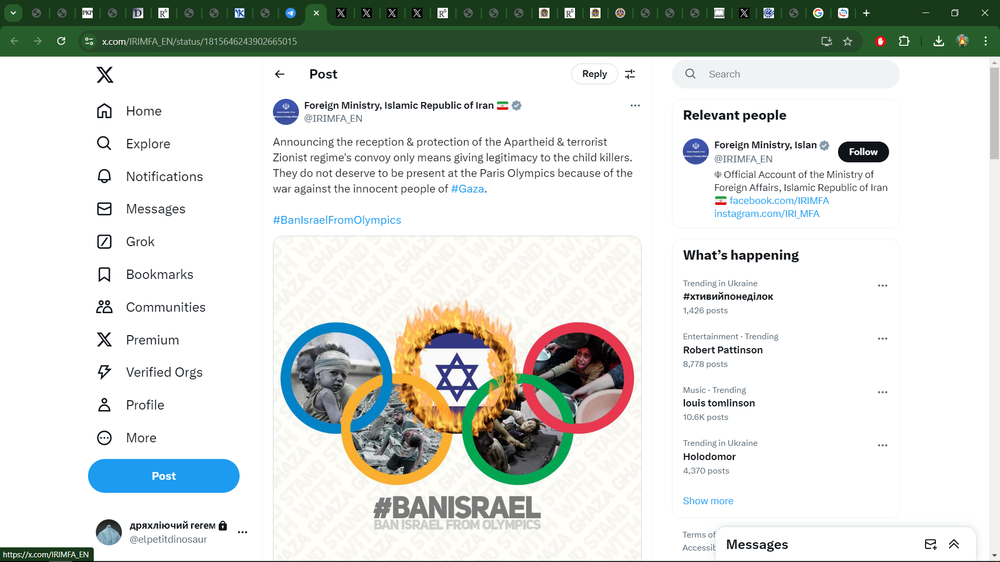 x.com/IRIMFA_EN/status/1815646243902665015
Home
Explore
Notifications
Messages
Grok
Bookmarks
Communities
Premium
Verified Orgs
Profile
More
Post
дряхліючий гегем
@elpetitdinosaur
https://x.com/IRIMFA_EN
Post
Reply
Foreign Ministry, Islamic Republic of Iran
@IRIMFA_EN
Announcing the reception & protection of the Apartheid & terrorist
Zionist regime's convoy only means giving legitimacy to the child killers.
They do not deserve to be present at the Paris Olympics because of the
war against the innocent people of #Gaza.
#BanIsraelFromOlympics
STAND WITH GHAZA
#BANISRAEL
BAN ISRAEL FROM OLYMPICS
Search
Relevant people
Foreign Ministry, Islan
@IRIMFA_EN
Follow
Official Account of the Ministry of
Foreign Affairs, Islamic Republic of Iran
facebook.com/IRIMFA
instagram.com/IRI_MFA
What's happening
Trending in Ukraine
#хтивийпонеділок
1,426 posts
Entertainment · Trending
Robert Pattinson
8,778 posts
Music · Trending
louis tomlinson
10.6K posts
Trending in Ukraine
Holodomor
4,370 posts
Show more
Terms of
Accessib
Messages